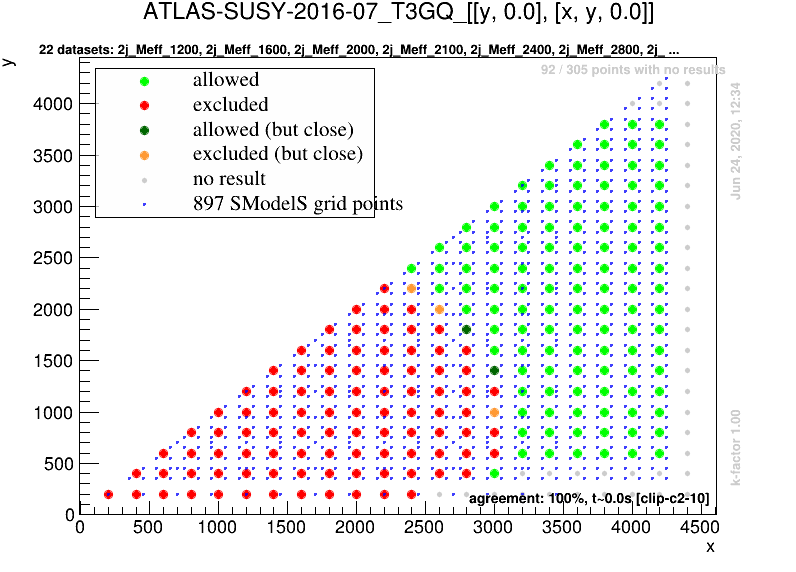 ATLAS-SUSY-2016-07_T3GQ_[[y, 0.0], [x, y, 0.0]]
22 datasets: 2j_Meff_1200, 2j_Meff_1600, 2j_Meff_2000, 2j_Meff_2100, 2j_Meff_2400, 2j_Meff_2800, 2j_ ...
y
92 / 305 points with no results
allowed
excluded
allowed (but close)
excluded (but close)
no result
897 SModelS grid points
Jun 24, 2020, 12:34
k-factor 1.00
4000
3500
3000
2500
2000
1500
1000
500
0
agreement: 100%, t~0.0s [clip-c2-10]
0 500 1000 1500 2000 2500 3000 3500 4000 4500
x